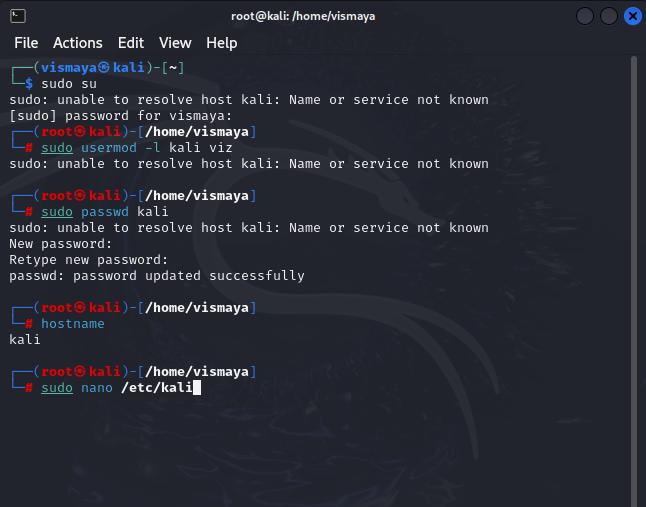 root@kali: /home/vismaya
File Actions Edit View Help
┌──(vismaya㉿kali)-[~]
└─$ sudo su
sudo: unable to resolve host kali: Name or service not known
[sudo] password for vismaya:
┌──(root㉿kali)-[/home/vismaya]
└─# sudo usermod -l kali viz
sudo: unable to resolve host kali: Name or service not known
┌──(root㉿kali)-[/home/vismaya]
└─# sudo passwd kali
sudo: unable to resolve host kali: Name or service not known
New password:
Retype new password:
passwd: password updated successfully
┌──(root㉿kali)-[/home/vismaya]
└─# hostname
kali
┌──(root㉿kali)-[/home/vismaya]
└─# sudo nano /etc/kali